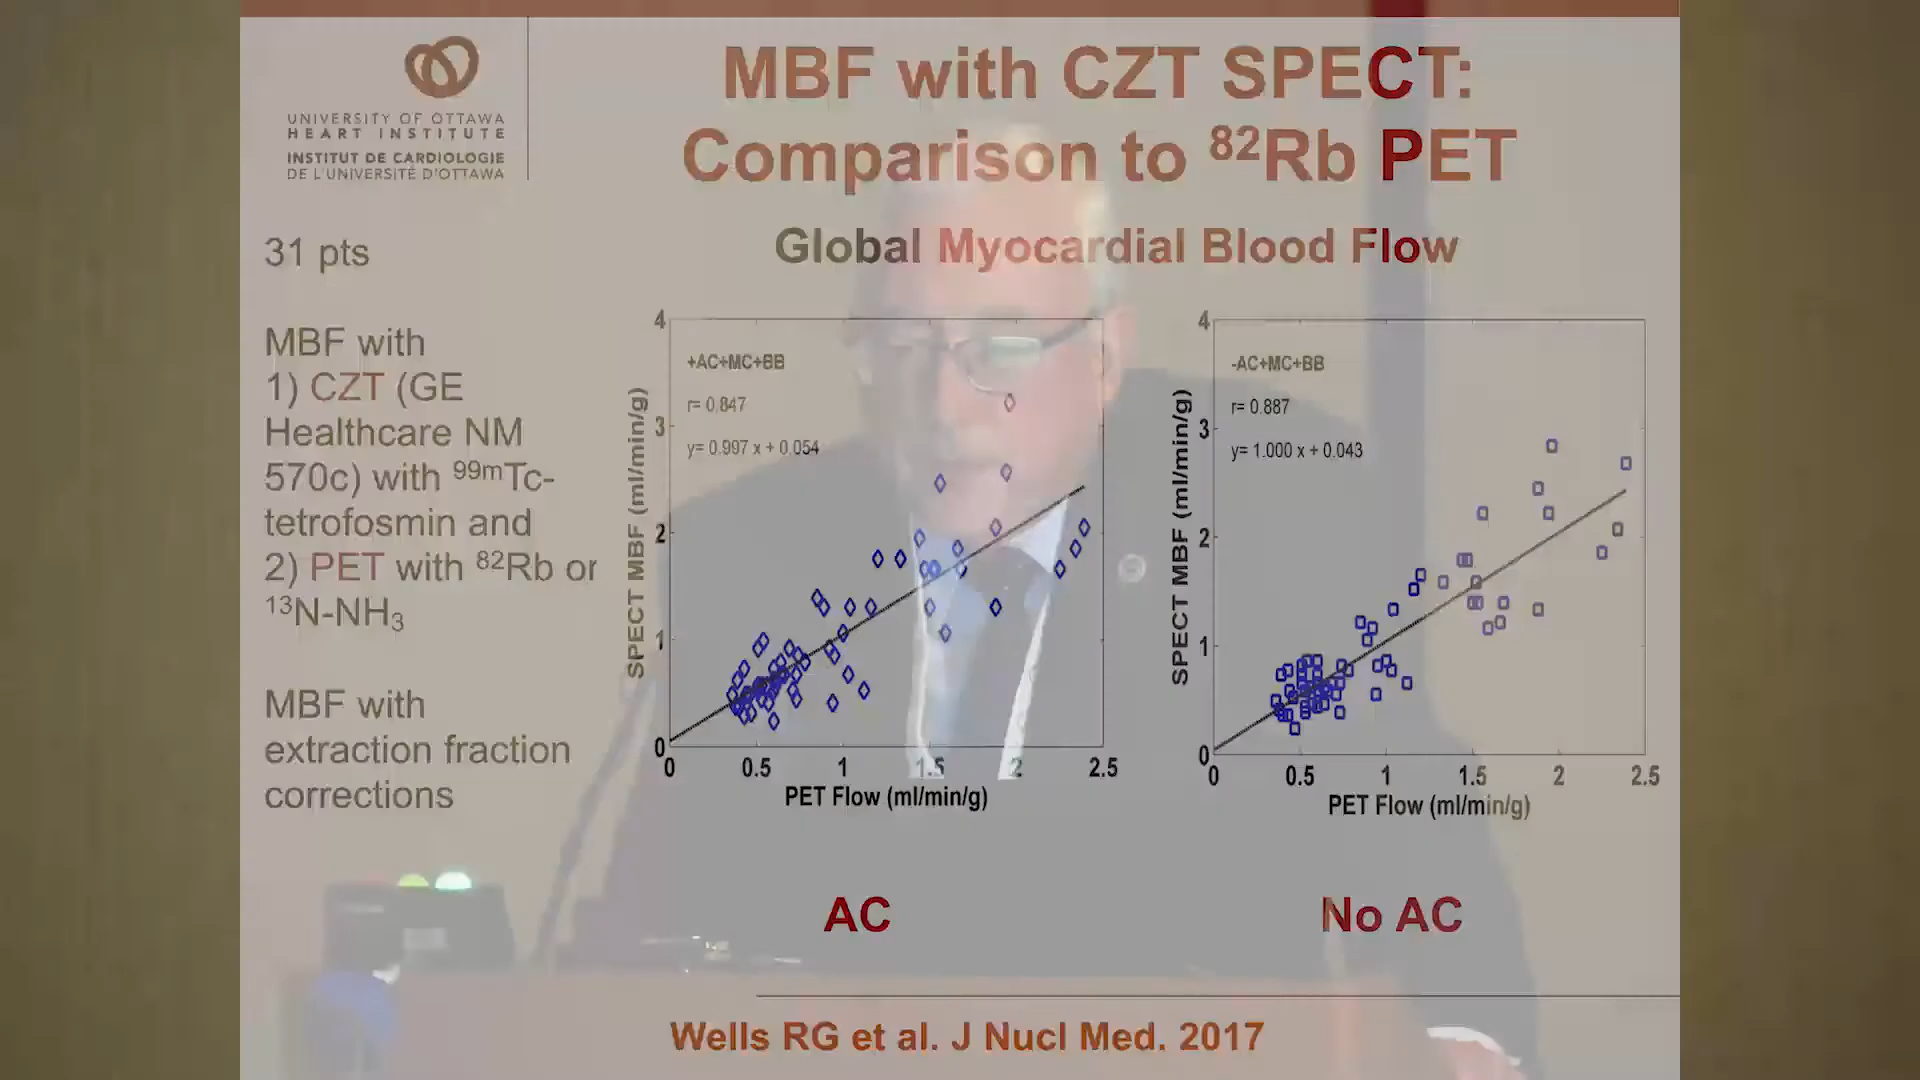 UNIVERSITY OF OTTAWA
HEART INSTITUTE
INSTITUT DE CARDIOLOGIE
DE L'UNIVERSITÉ D'OTTAWA
MBF with CZT SPECT:
Comparison to ⁸²Rb PET
Global Myocardial Blood Flow
31 pts
MBF with
1) CZT (GE
Healthcare NM
570c) with ⁹⁹ᵐTc-
tetrofosmin and
2) PET with ⁸²Rb or
¹³N-NH₃
MBF with
extraction fraction
corrections
+AC+MC+BB
r= 0.847
y= 0.997 x + 0.054
SPECT MBF (ml/min/g)
4
3
2
1
0
0 0.5 1 1.5 2 2.5
PET Flow (ml/min/g)
AC
-AC+MC+BB
r= 0.887
y= 1.000 x + 0.043
SPECT MBF (ml/min/g)
4
3
2
1
0
0 0.5 1 1.5 2 2.5
PET Flow (ml/min/g)
No AC
Wells RG et al. J Nucl Med. 2017